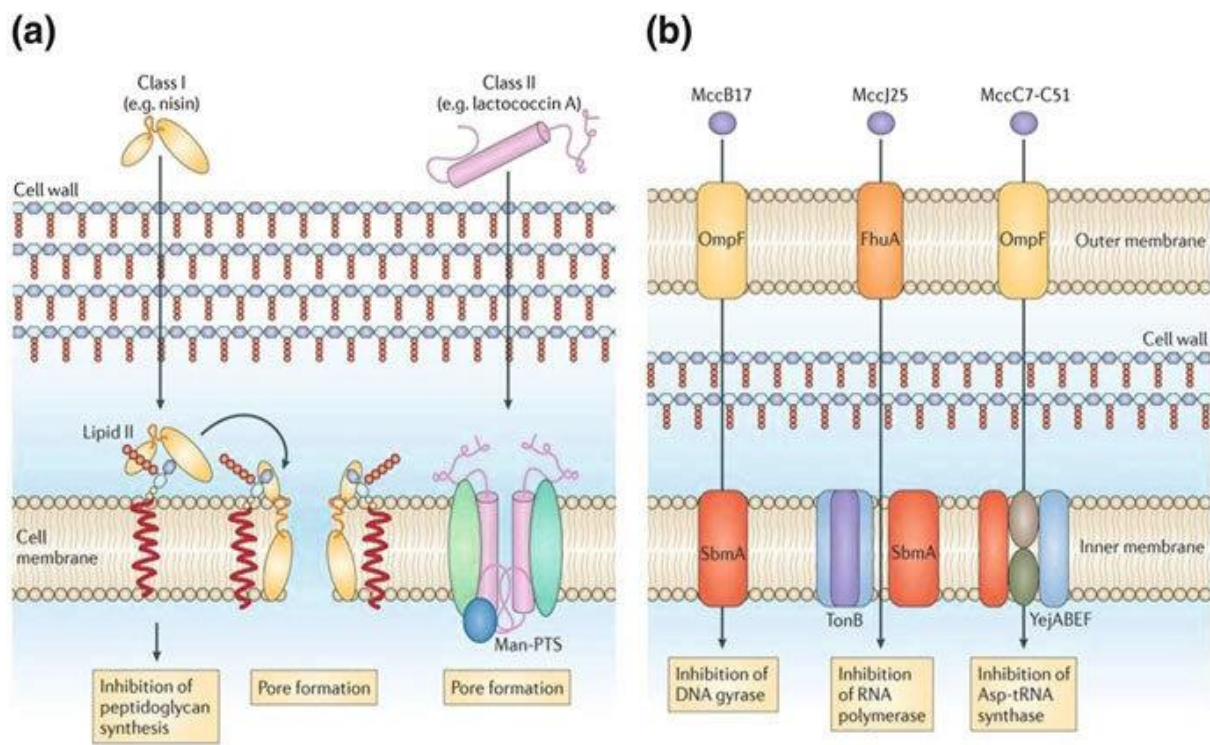 (a)
Class I
(e.g. nisin)
Class II
(e.g. lactococcin A)
Cell wall
Lipid II
Cell
membrane
Man-PTS
Inhibition of
peptidoglycan
synthesis
Pore formation
Pore formation
(b)
MccB17
MccJ25
MccC7-C51
OmpF
FhuA
OmpF
Outer membrane
Cell wall
SbmA
SbmA
Inner membrane
TonB
YejABEF
Inhibition of
DNA gyrase
Inhibition
of RNA
polymerase
Inhibition of
Asp-tRNA
synthase